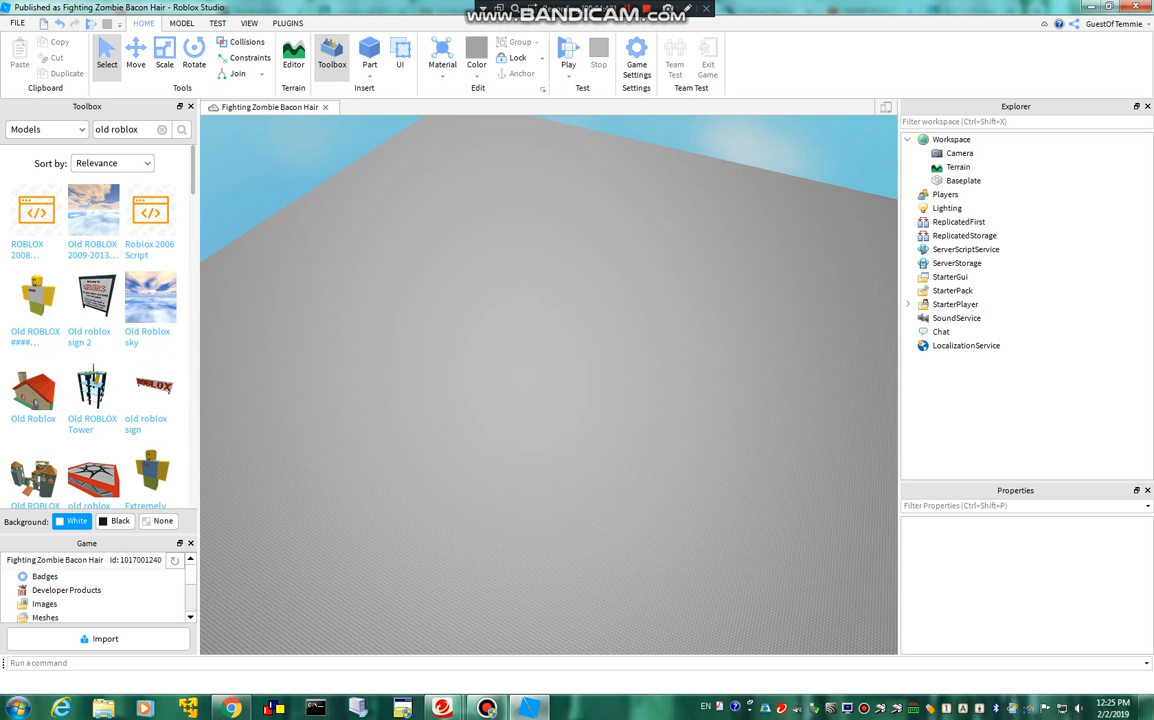 Published as Fighting Zombie Bacon Hair - Roblox Studio
www.BANDICAM.com
FILE HOME MODEL TEST VIEW PLUGINS
GuestOfTemmie
Paste Copy Cut Duplicate
Clipboard
Select Move Scale Rotate Collisions Constraints Join
Tools
Editor
Terrain
Toolbox Part UI
Insert
Material Color Group Lock Anchor
Edit
Play Stop
Test
Game Settings
Settings
Team Test Exit Game
Team Test
Toolbox
Models old roblox
Sort by: Relevance
ROBLOX 2008...
Old ROBLOX 2009-2013...
Roblox 2006 Script
Old ROBLOX ####...
Old roblox sign 2
Old Roblox sky
Old Roblox
Old ROBLOX Tower
old roblox sign
ROBLOX
Old ROBLOX
old roblox
Extremely
Background: White Black None
Game
Fighting Zombie Bacon Hair Id: 1017001240
Badges
Developer Products
Images
Meshes
Import
Run a command
Fighting Zombie Bacon Hair
Explorer
Filter workspace (Ctrl+Shift+X)
Workspace
Camera
Terrain
Baseplate
Players
Lighting
ReplicatedFirst
ReplicatedStorage
ServerScriptService
ServerStorage
StarterGui
StarterPack
StarterPlayer
SoundService
Chat
LocalizationService
Properties
Filter Properties (Ctrl+Shift+P)
EN
12:25 PM
2/2/2019